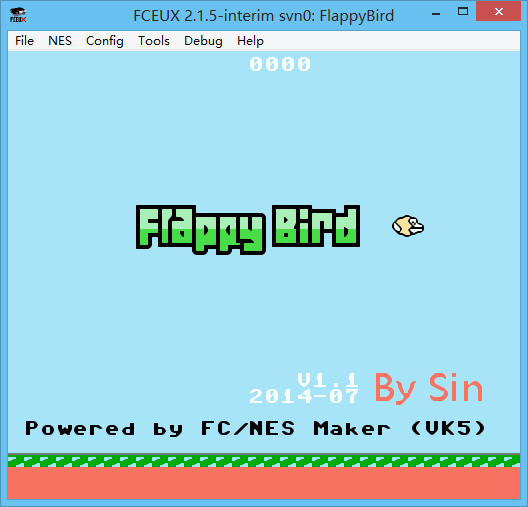 FCEUX 2.1.5-interim svn0: FlappyBird
File NES Config Tools Debug Help
0000
Flappy Bird
V1.1
2014-07 By Sin
Powered by FC/NES Maker (VK5)